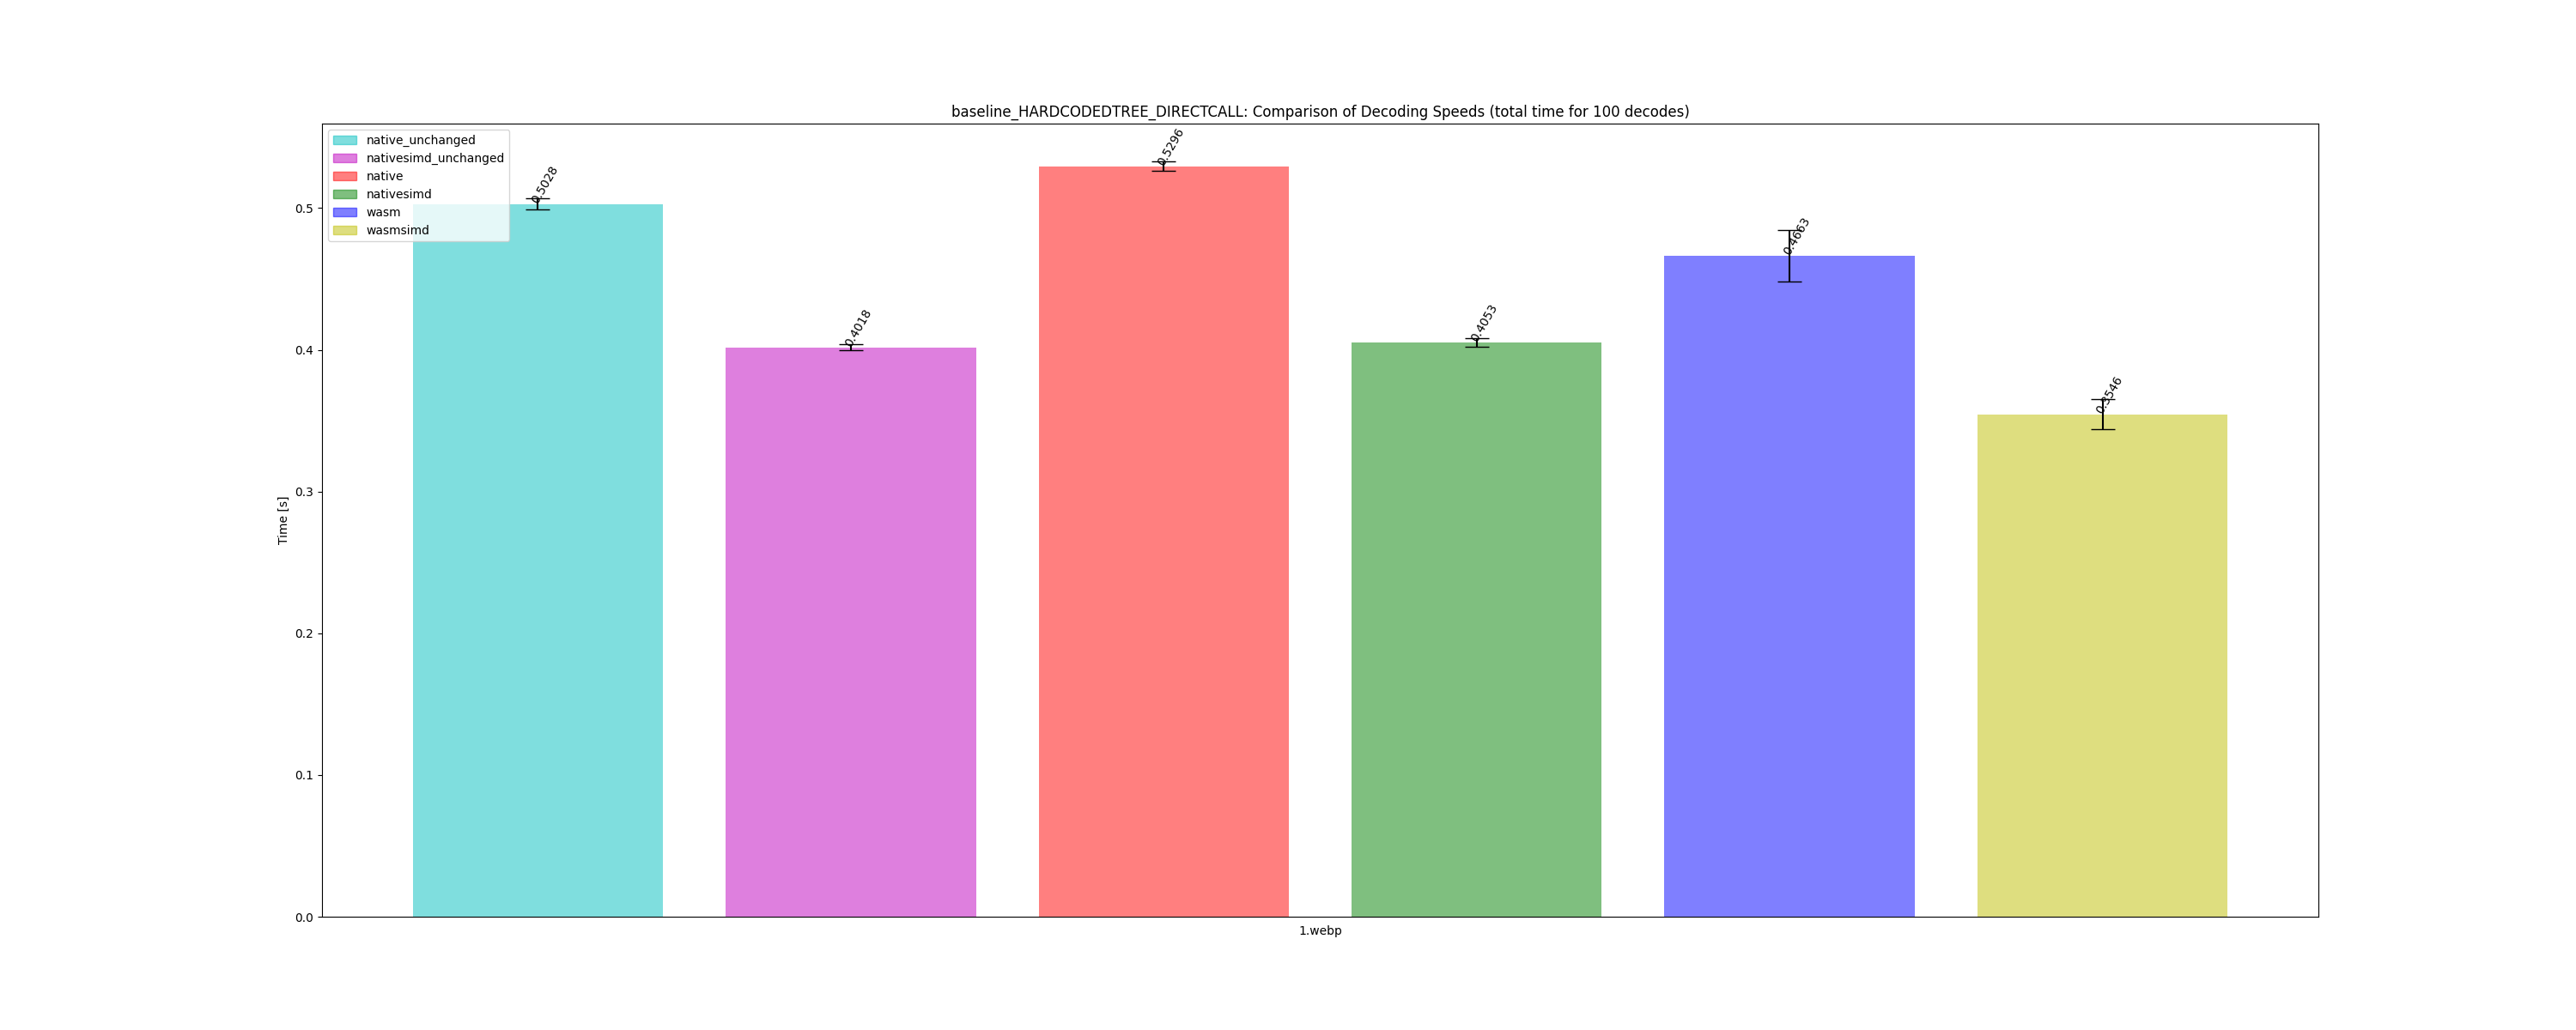 baseline_HARDCODEDTREE_DIRECTCALL: Comparison of Decoding Speeds (total time for 100 decodes)
native_unchanged
nativesimd_unchanged
native
nativesimd
wasm
wasmsimd
0.5028
0.4018
0.5296
0.4053
0.4663
0.3546
Time [s]
0.5
0.4
0.3
0.2
0.1
0.0
1.webp